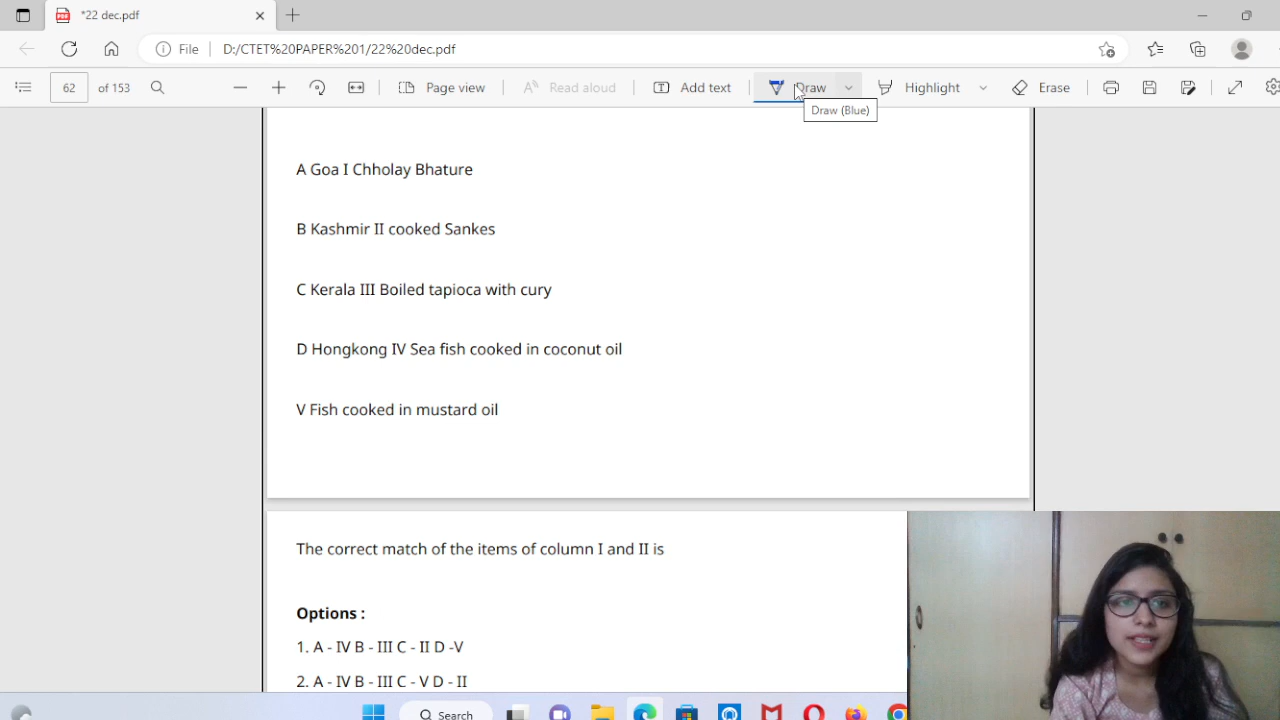 *22 dec.pdf
File D:/CTET%20PAPER%201/22%20dec.pdf
62 of 153 Page view Read aloud Add text Draw Highlight Erase
Draw (Blue)
A Goa I Chholay Bhature
B Kashmir II cooked Sankes
C Kerala III Boiled tapioca with cury
D Hongkong IV Sea fish cooked in coconut oil
V Fish cooked in mustard oil
The correct match of the items of column I and II is
Options :
1. A - IV B - III C - II D -V
2. A - IV B - III C - V D - II
Search